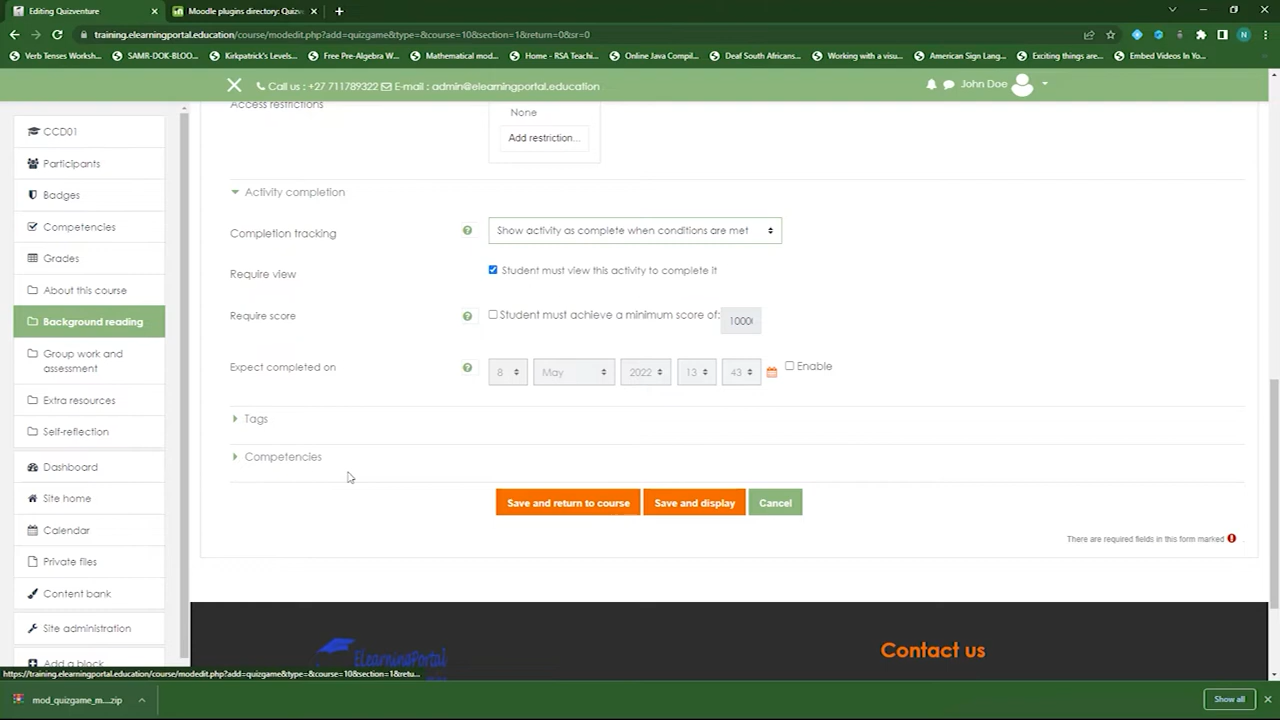 Editing Quizventure
Moodle plugins directory: Quizve
training.elearningportal.education/course/modedit.php?add=quizgame&type=&course=10&section=1&return=0&sr=0
N
Verb Tenses Worksh...
SAMR-DOK-BLOO...
Kirkpatrick's Levels...
Free Pre-Algebra W...
Mathematical mod...
Home - RSA Teachi...
Online Java Compil...
Deaf South Africans...
Working with a visu...
American Sign Lang...
Exciting things are...
Embed Videos In Yo...
Call us : +27 711789322 E-mail : admin@elearningportal.education
John Doe
CCD01
Participants
Badges
Competencies
Grades
About this course
Background reading
Group work and
assessment
Extra resources
Self-reflection
Dashboard
Site home
Calendar
Private files
Content bank
Site administration
Add a block
Access restrictions
None
Add restriction...
Activity completion
Completion tracking
Show activity as complete when conditions are met
Require view
Student must view this activity to complete it
Require score
Student must achieve a minimum score of:
Expect completed on
8 May 2022 13 43 Enable
Tags
Competencies
Save and return to course
Save and display
Cancel
There are required fields in this form marked
ELearningPortal
Contact us
https://training.elearningportal.education/course/modedit.php?add=quizgame&type=&course=10&section=1&retu...
mod_quizgame_m....zip
Show all